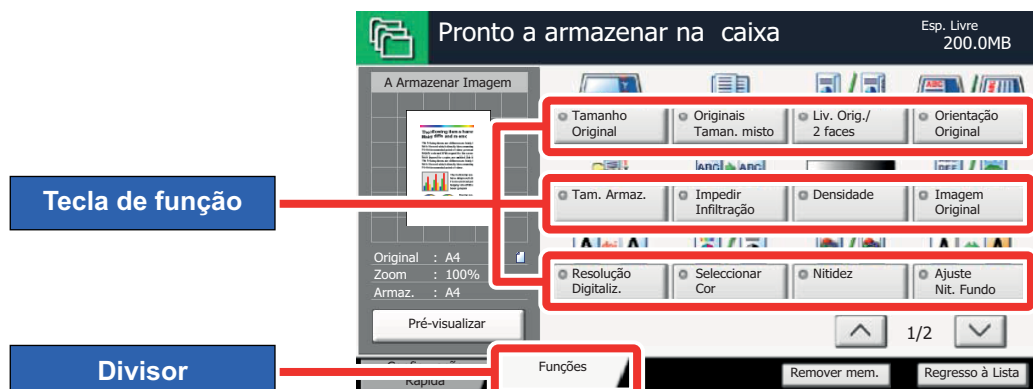 Pronto a armazenar na caixa
Esp. Livre
200.0MB
A Armazenar Imagem
Tamanho
Original
Originais
Taman. misto
Liv. Orig./
2 faces
Orientação
Original
Tecla de função
Tam. Armaz.
Impedir
Infiltração
Densidade
Imagem
Original
Original : A4
Zoom : 100%
Armaz. : A4
Resolução
Digitaliz.
Seleccionar
Cor
Nitidez
Ajuste
Nit. Fundo
Pré-visualizar
1/2
Divisor
Rápida
Funções
Remover mem.
Regresso à Lista